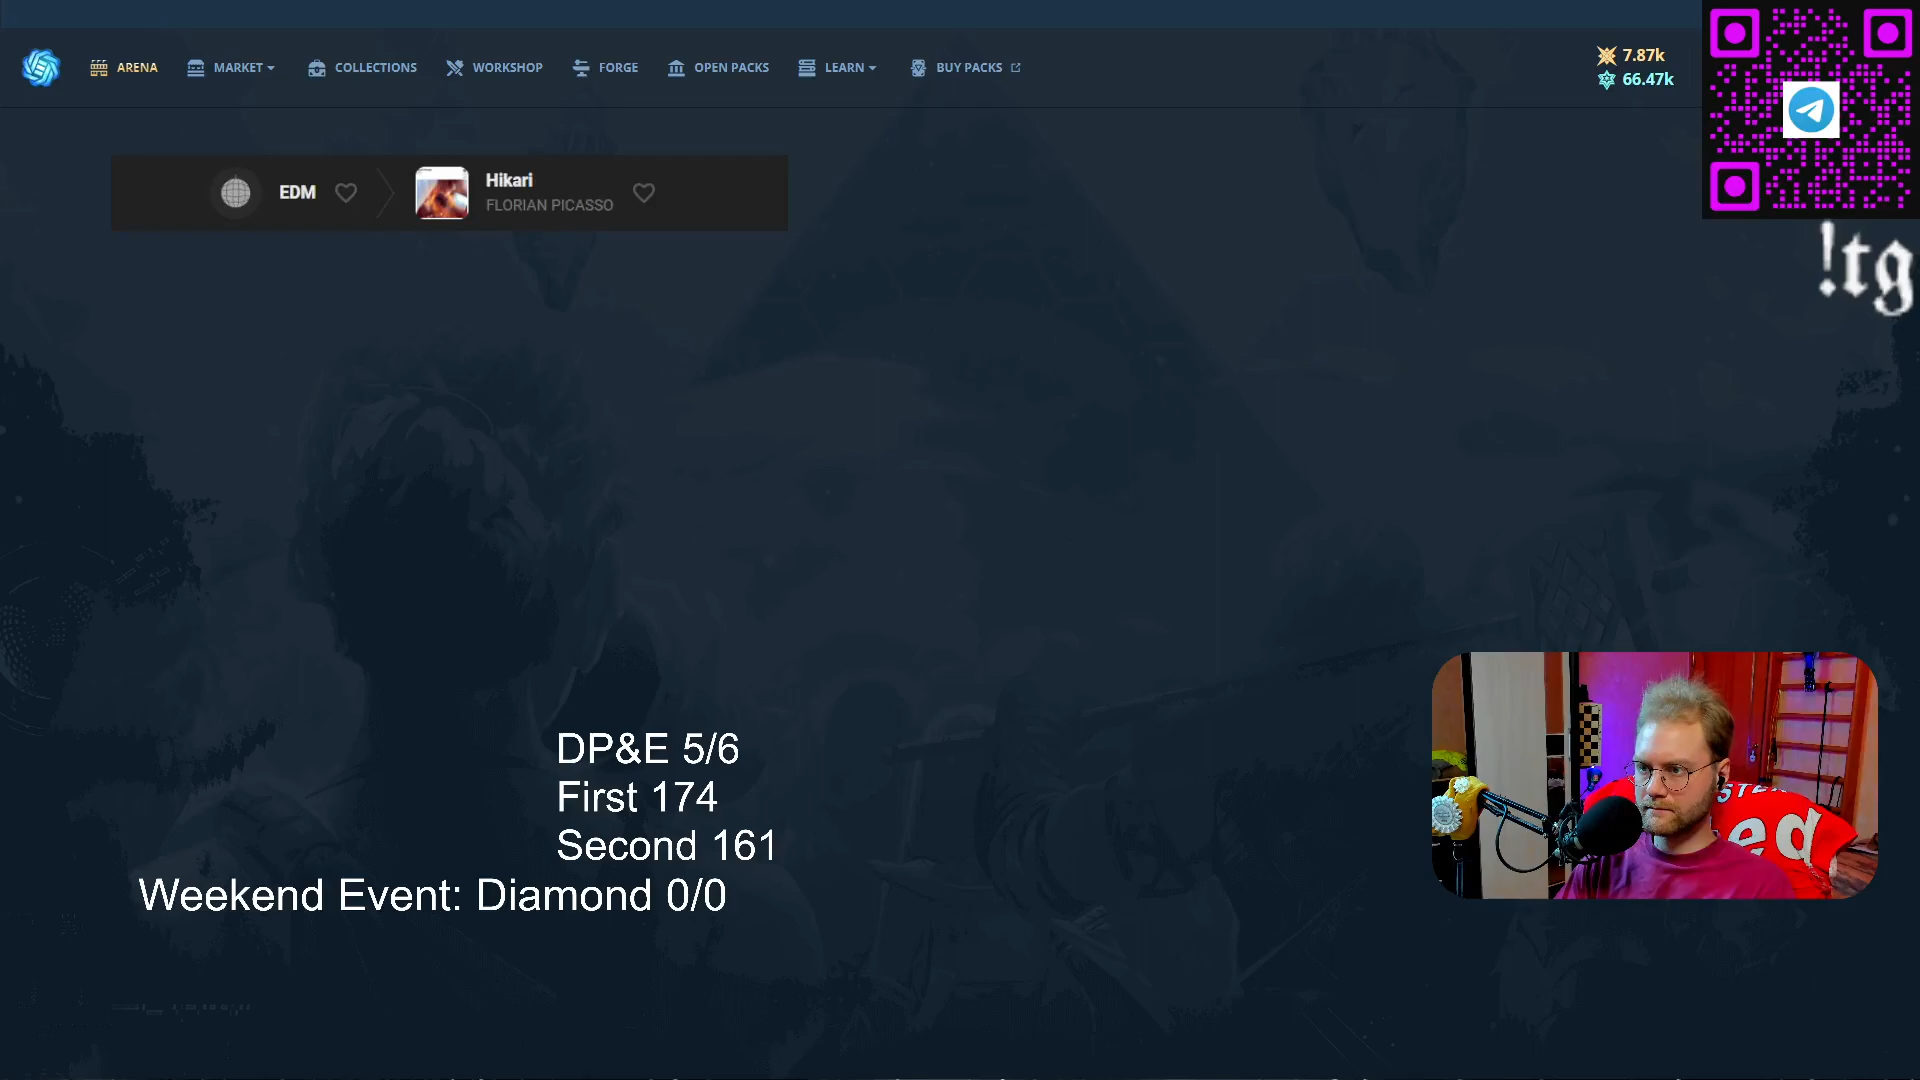 ARENA
MARKET
COLLECTIONS
WORKSHOP
FORGE
OPEN PACKS
LEARN
BUY PACKS
7.87k
66.47k
EDM
Hikari
FLORIAN PICASSO
!tg
DP&E 5/6
First 174
Second 161
Weekend Event: Diamond 0/0
ed